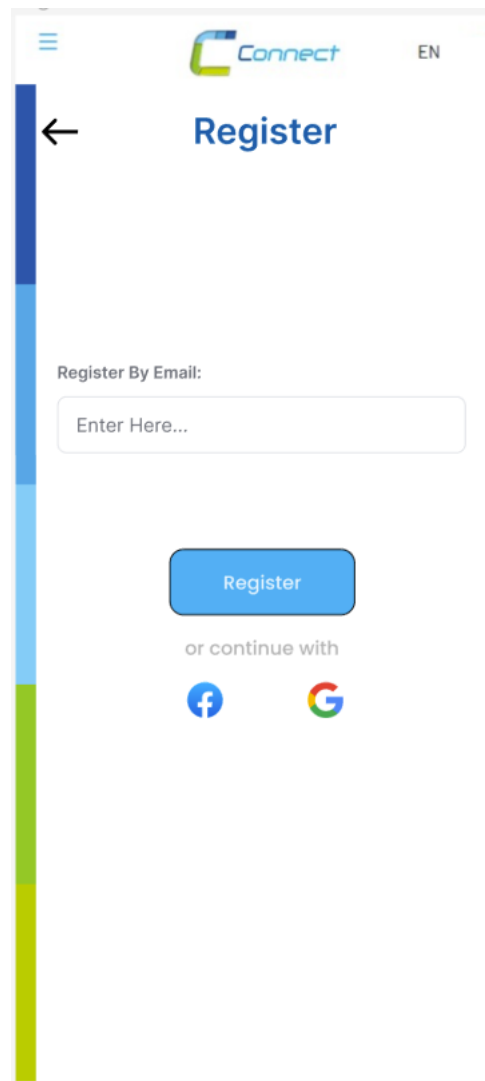 Connect
EN
Register
Register By Email:
Enter Here...
Register
or continue with